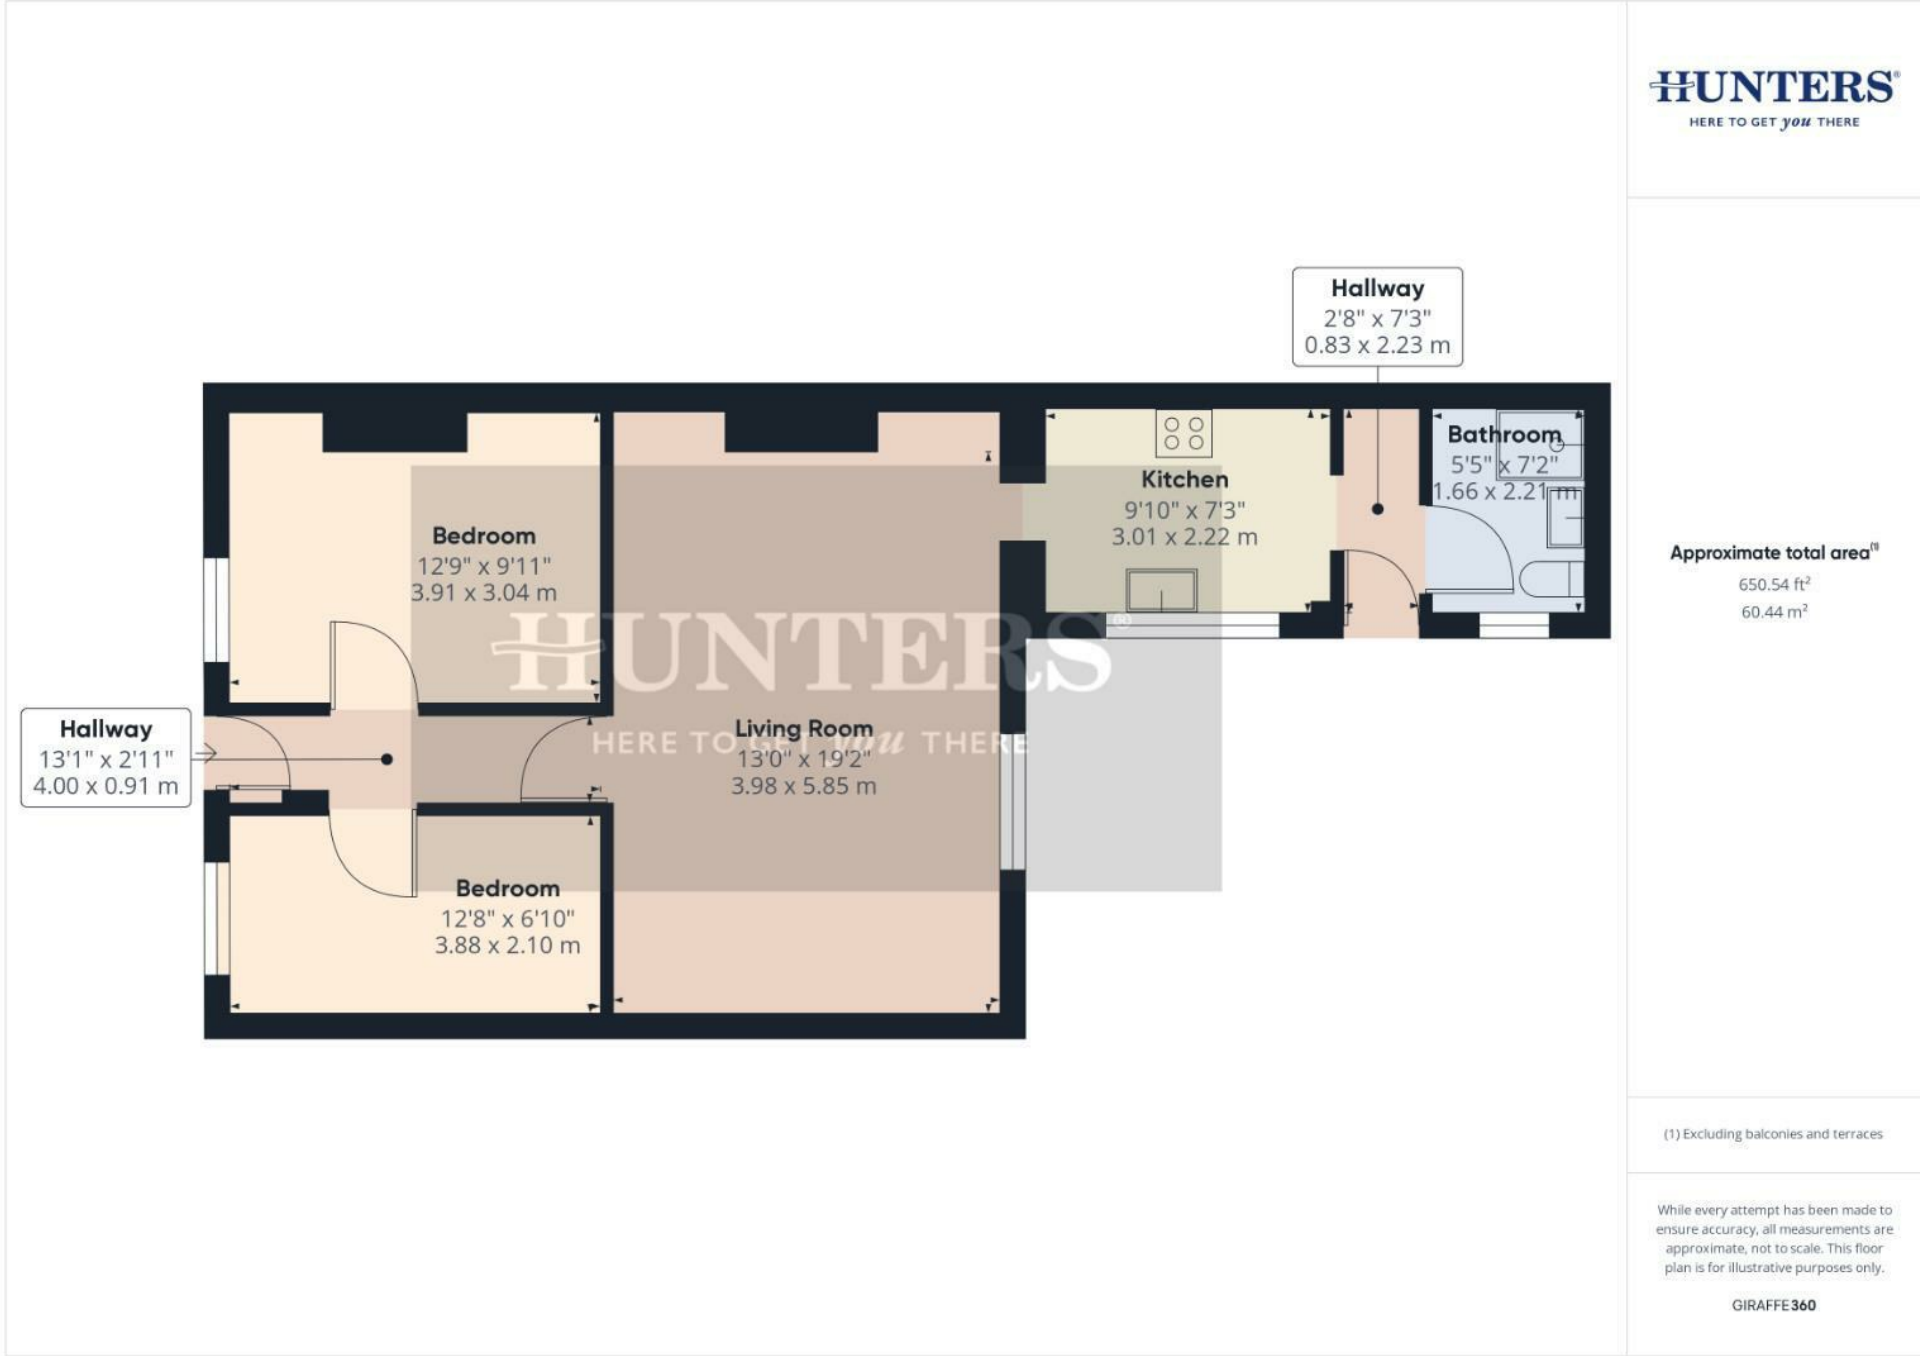 HUNTERS®
HERE TO GET you THERE
Hallway
2'8" x 7'3"
0.83 x 2.23 m
Bathroom
5'5" x 7'2"
1.66 x 2.21 m
Kitchen
9'10" x 7'3"
3.01 x 2.22 m
Bedroom
12'9" x 9'11"
3.91 x 3.04 m
Approximate total area(1)
650.54 ft²
60.44 m²
HUNTERS®
HERE TO GET you THERE
Hallway
13'1" x 2'11"
4.00 x 0.91 m
Living Room
13'0" x 19'2"
3.98 x 5.85 m
Bedroom
12'8" x 6'10"
3.88 x 2.10 m
(1) Excluding balconies and terraces
While every attempt has been made to
ensure accuracy, all measurements are
approximate, not to scale. This floor
plan is for illustrative purposes only.
GIRAFFE360